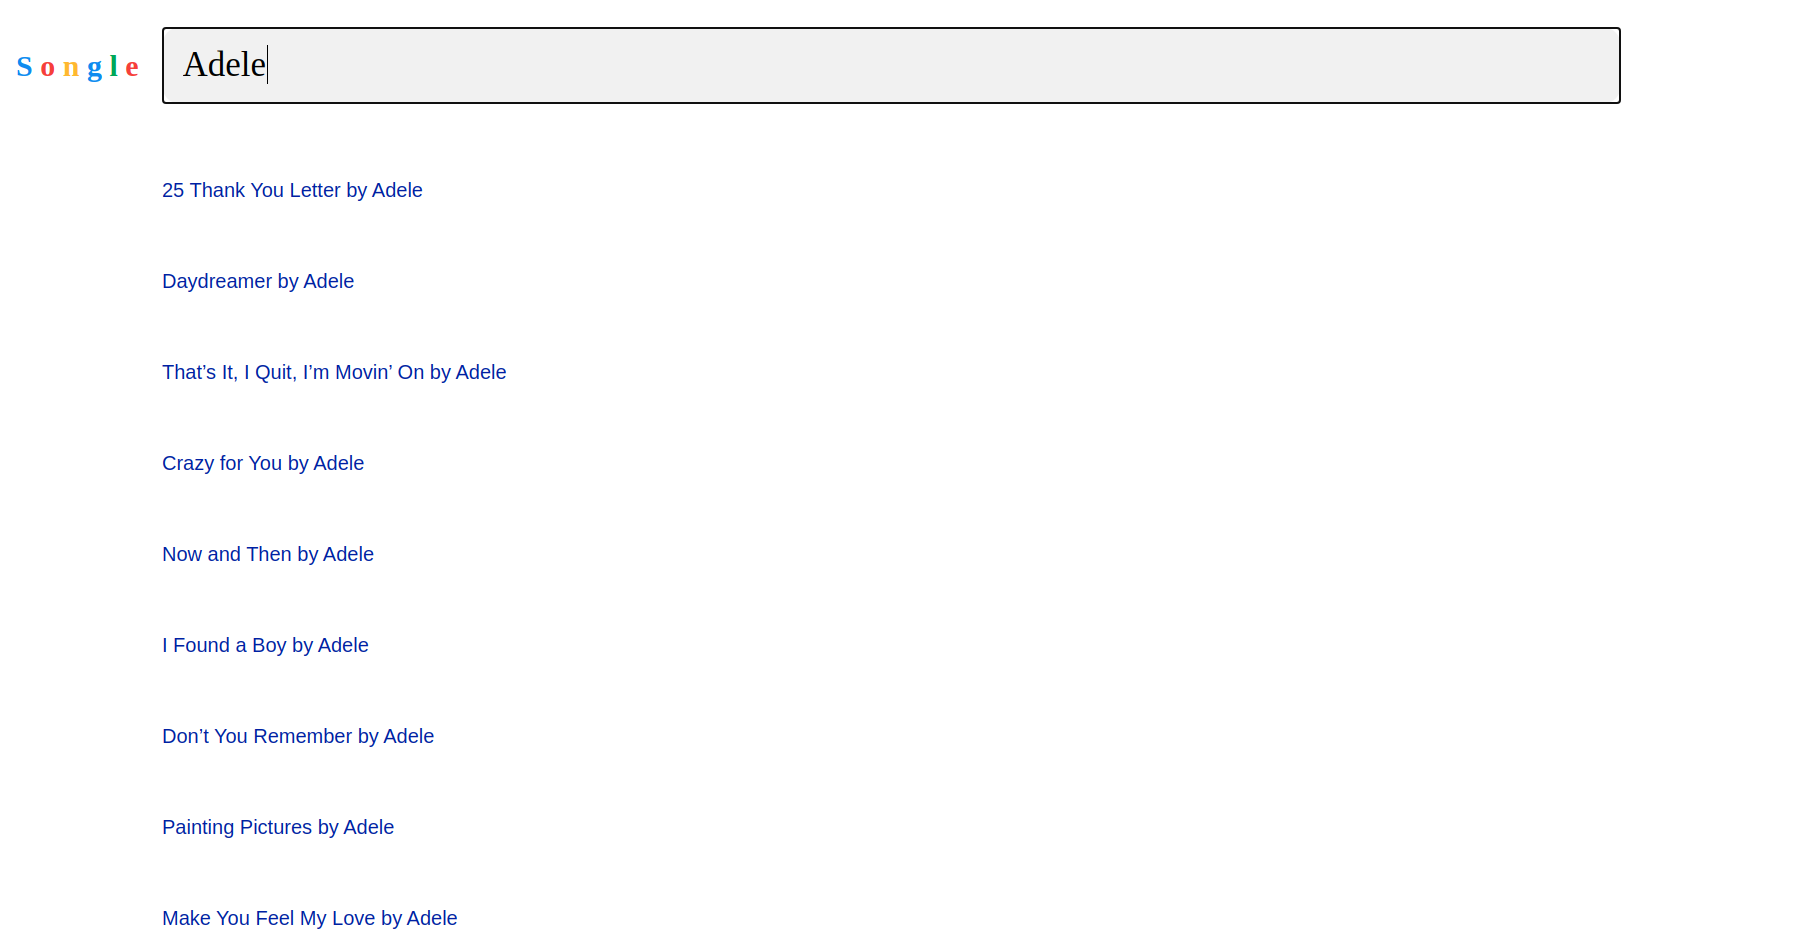 Songle
Adele
25 Thank You Letter by Adele
Daydreamer by Adele
That’s It, I Quit, I’m Movin’ On by Adele
Crazy for You by Adele
Now and Then by Adele
I Found a Boy by Adele
Don’t You Remember by Adele
Painting Pictures by Adele
Make You Feel My Love by Adele